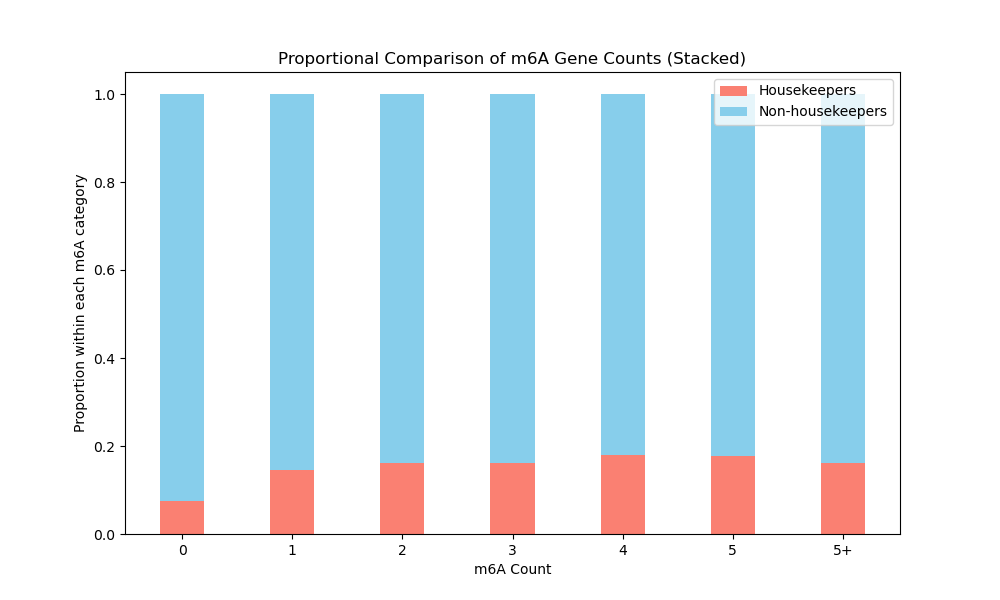 Proportional Comparison of m6A Gene Counts (Stacked)
Housekeepers
Non-housekeepers
Proportion within each m6A category
1.0
0.8
0.6
0.4
0.2
0.0
0 1 2 3 4 5 5+
m6A Count